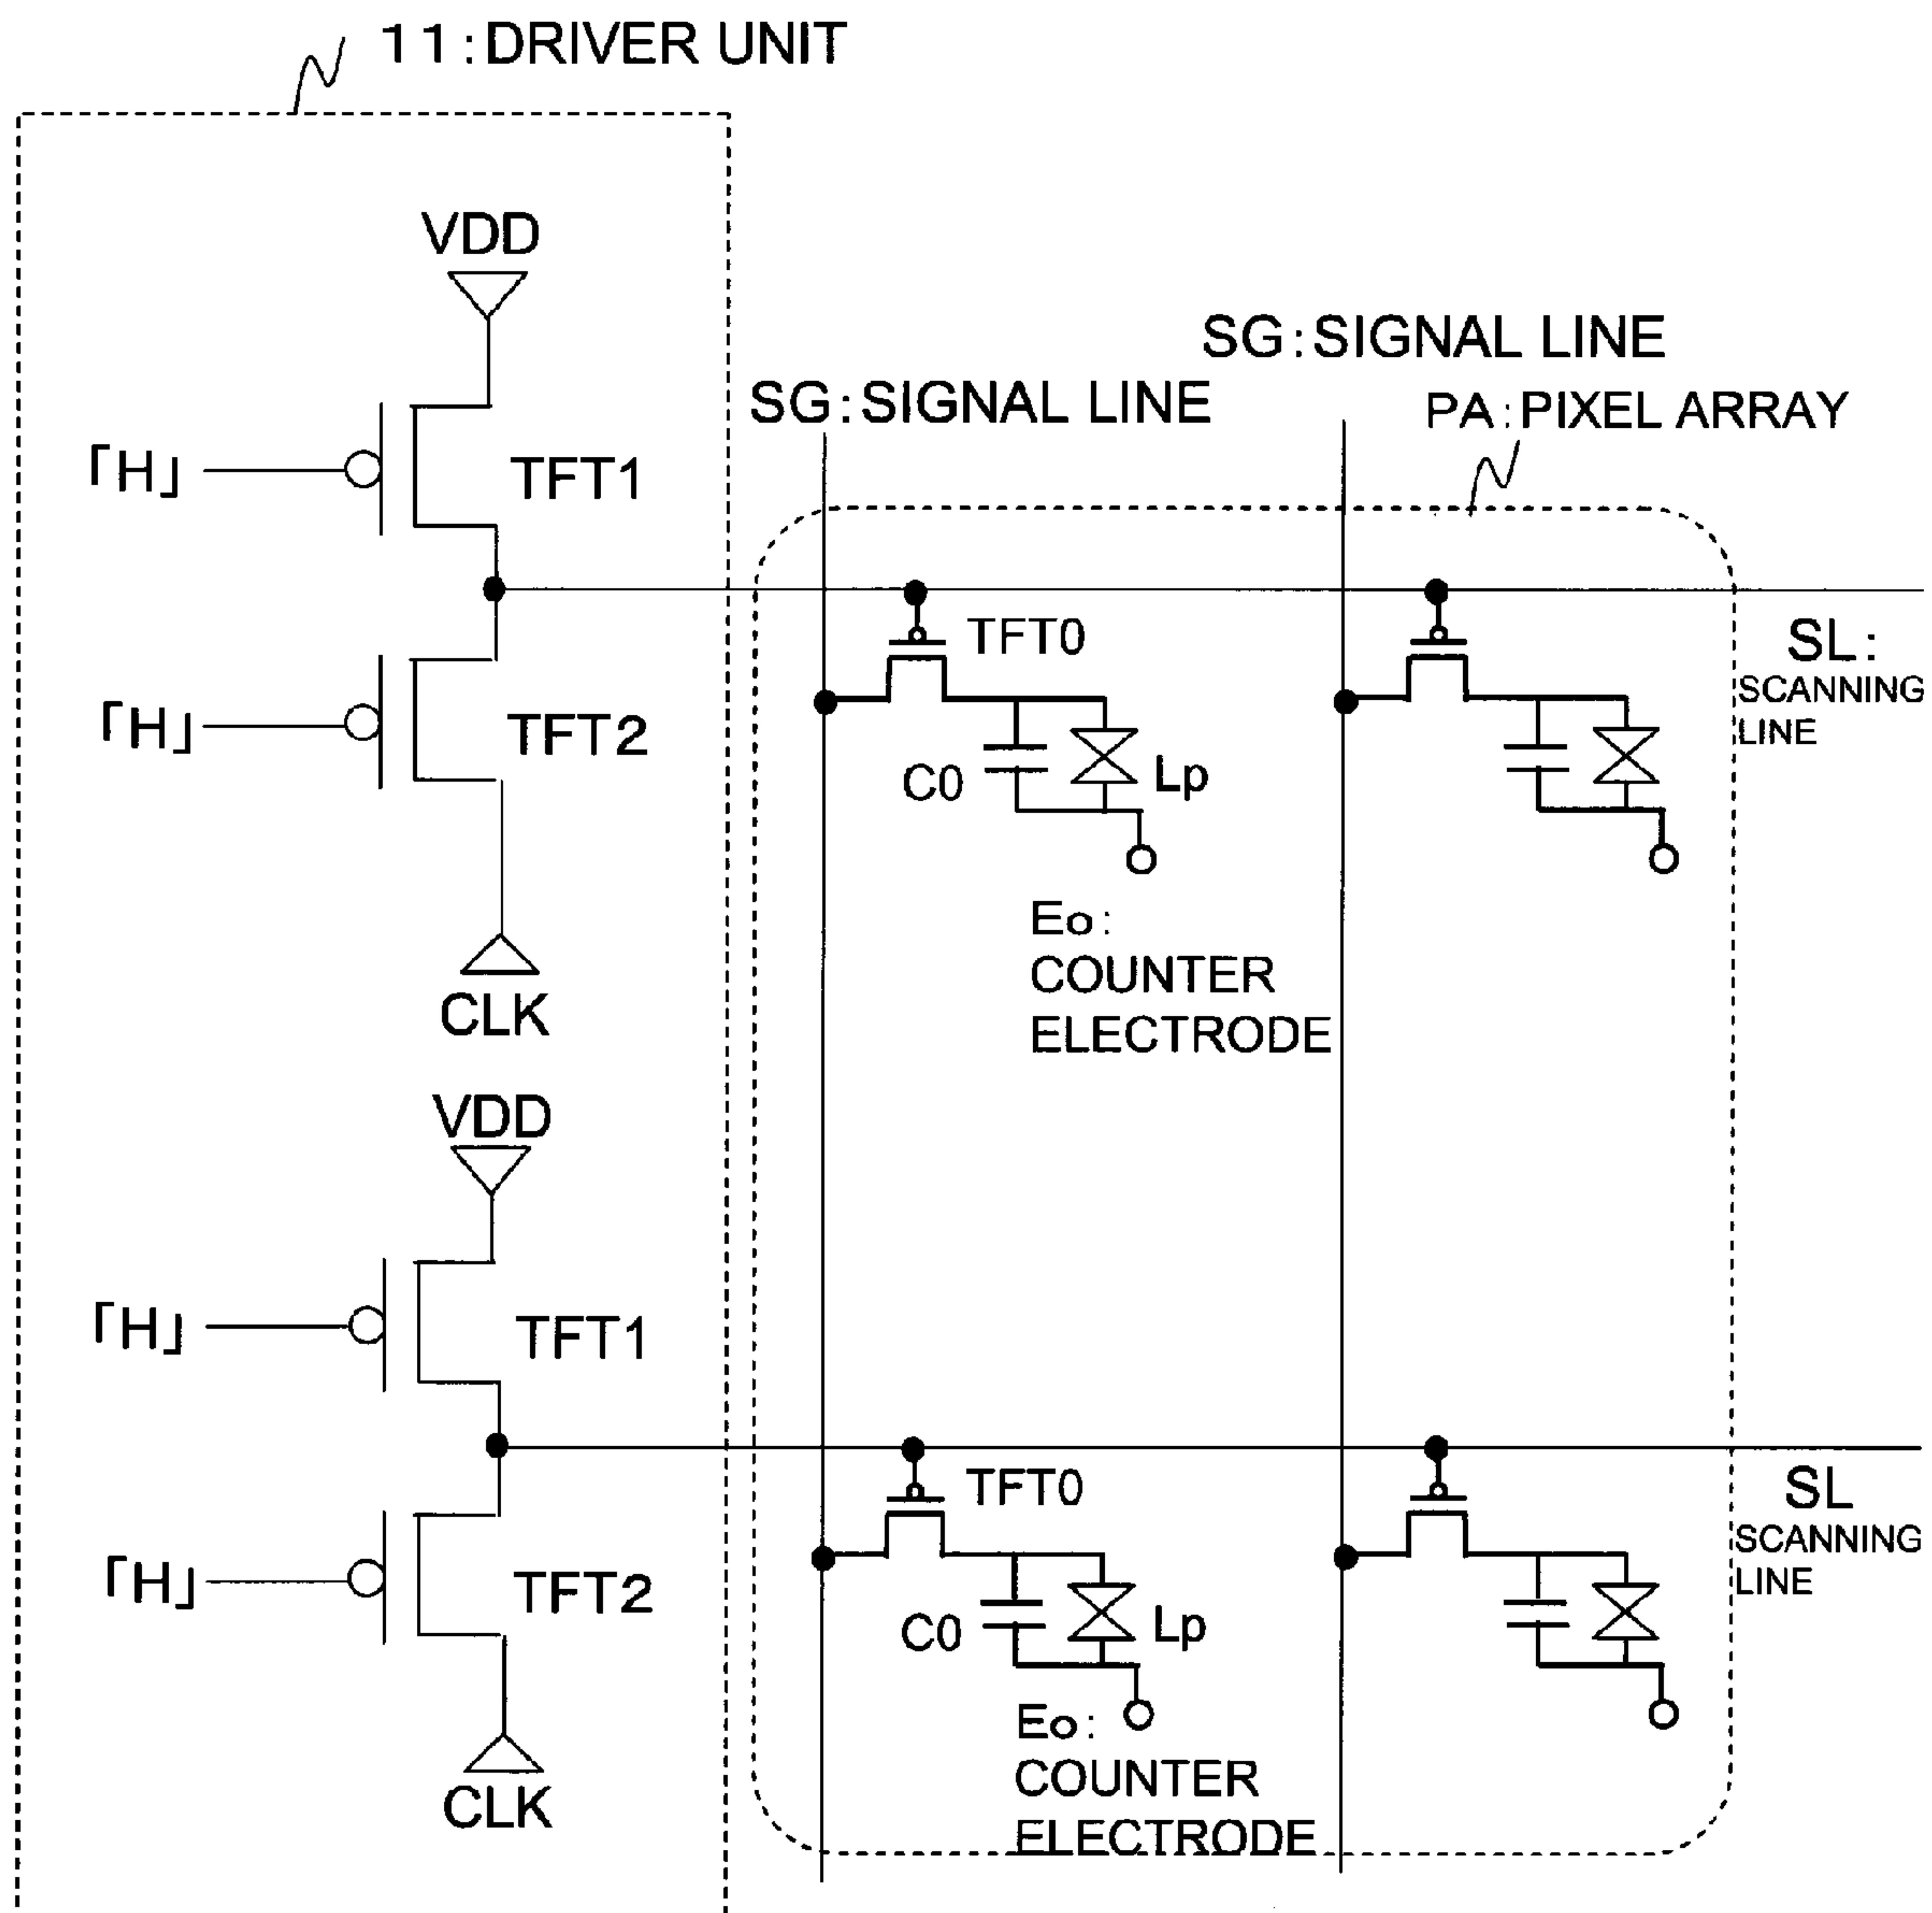 11:DRIVER UNIT
VDD
SG:SIGNAL LINE
SG:SIGNAL LINE
PA:PIXEL ARRAY
「H」
TFT1
TFT0
SL:
SCANNING
LINE
「H」
TFT2
C0
Lp
Eo:
COUNTER
ELECTRODE
CLK
VDD
「H」
TFT1
TFT0
SL
SCANNING
LINE
「H」
TFT2
C0
Lp
Eo:
COUNTER
ELECTRODE
CLK